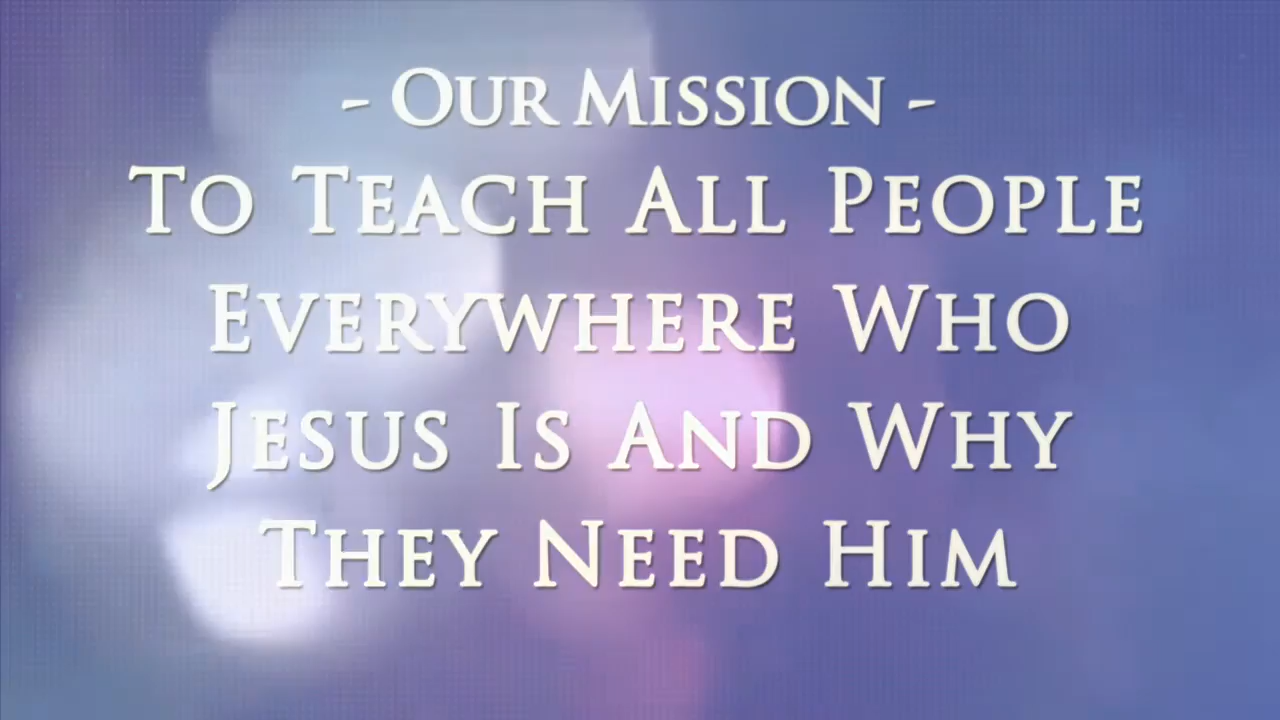 - Our Mission -
To Teach All People
Everywhere Who
Jesus Is And Why
They Need Him